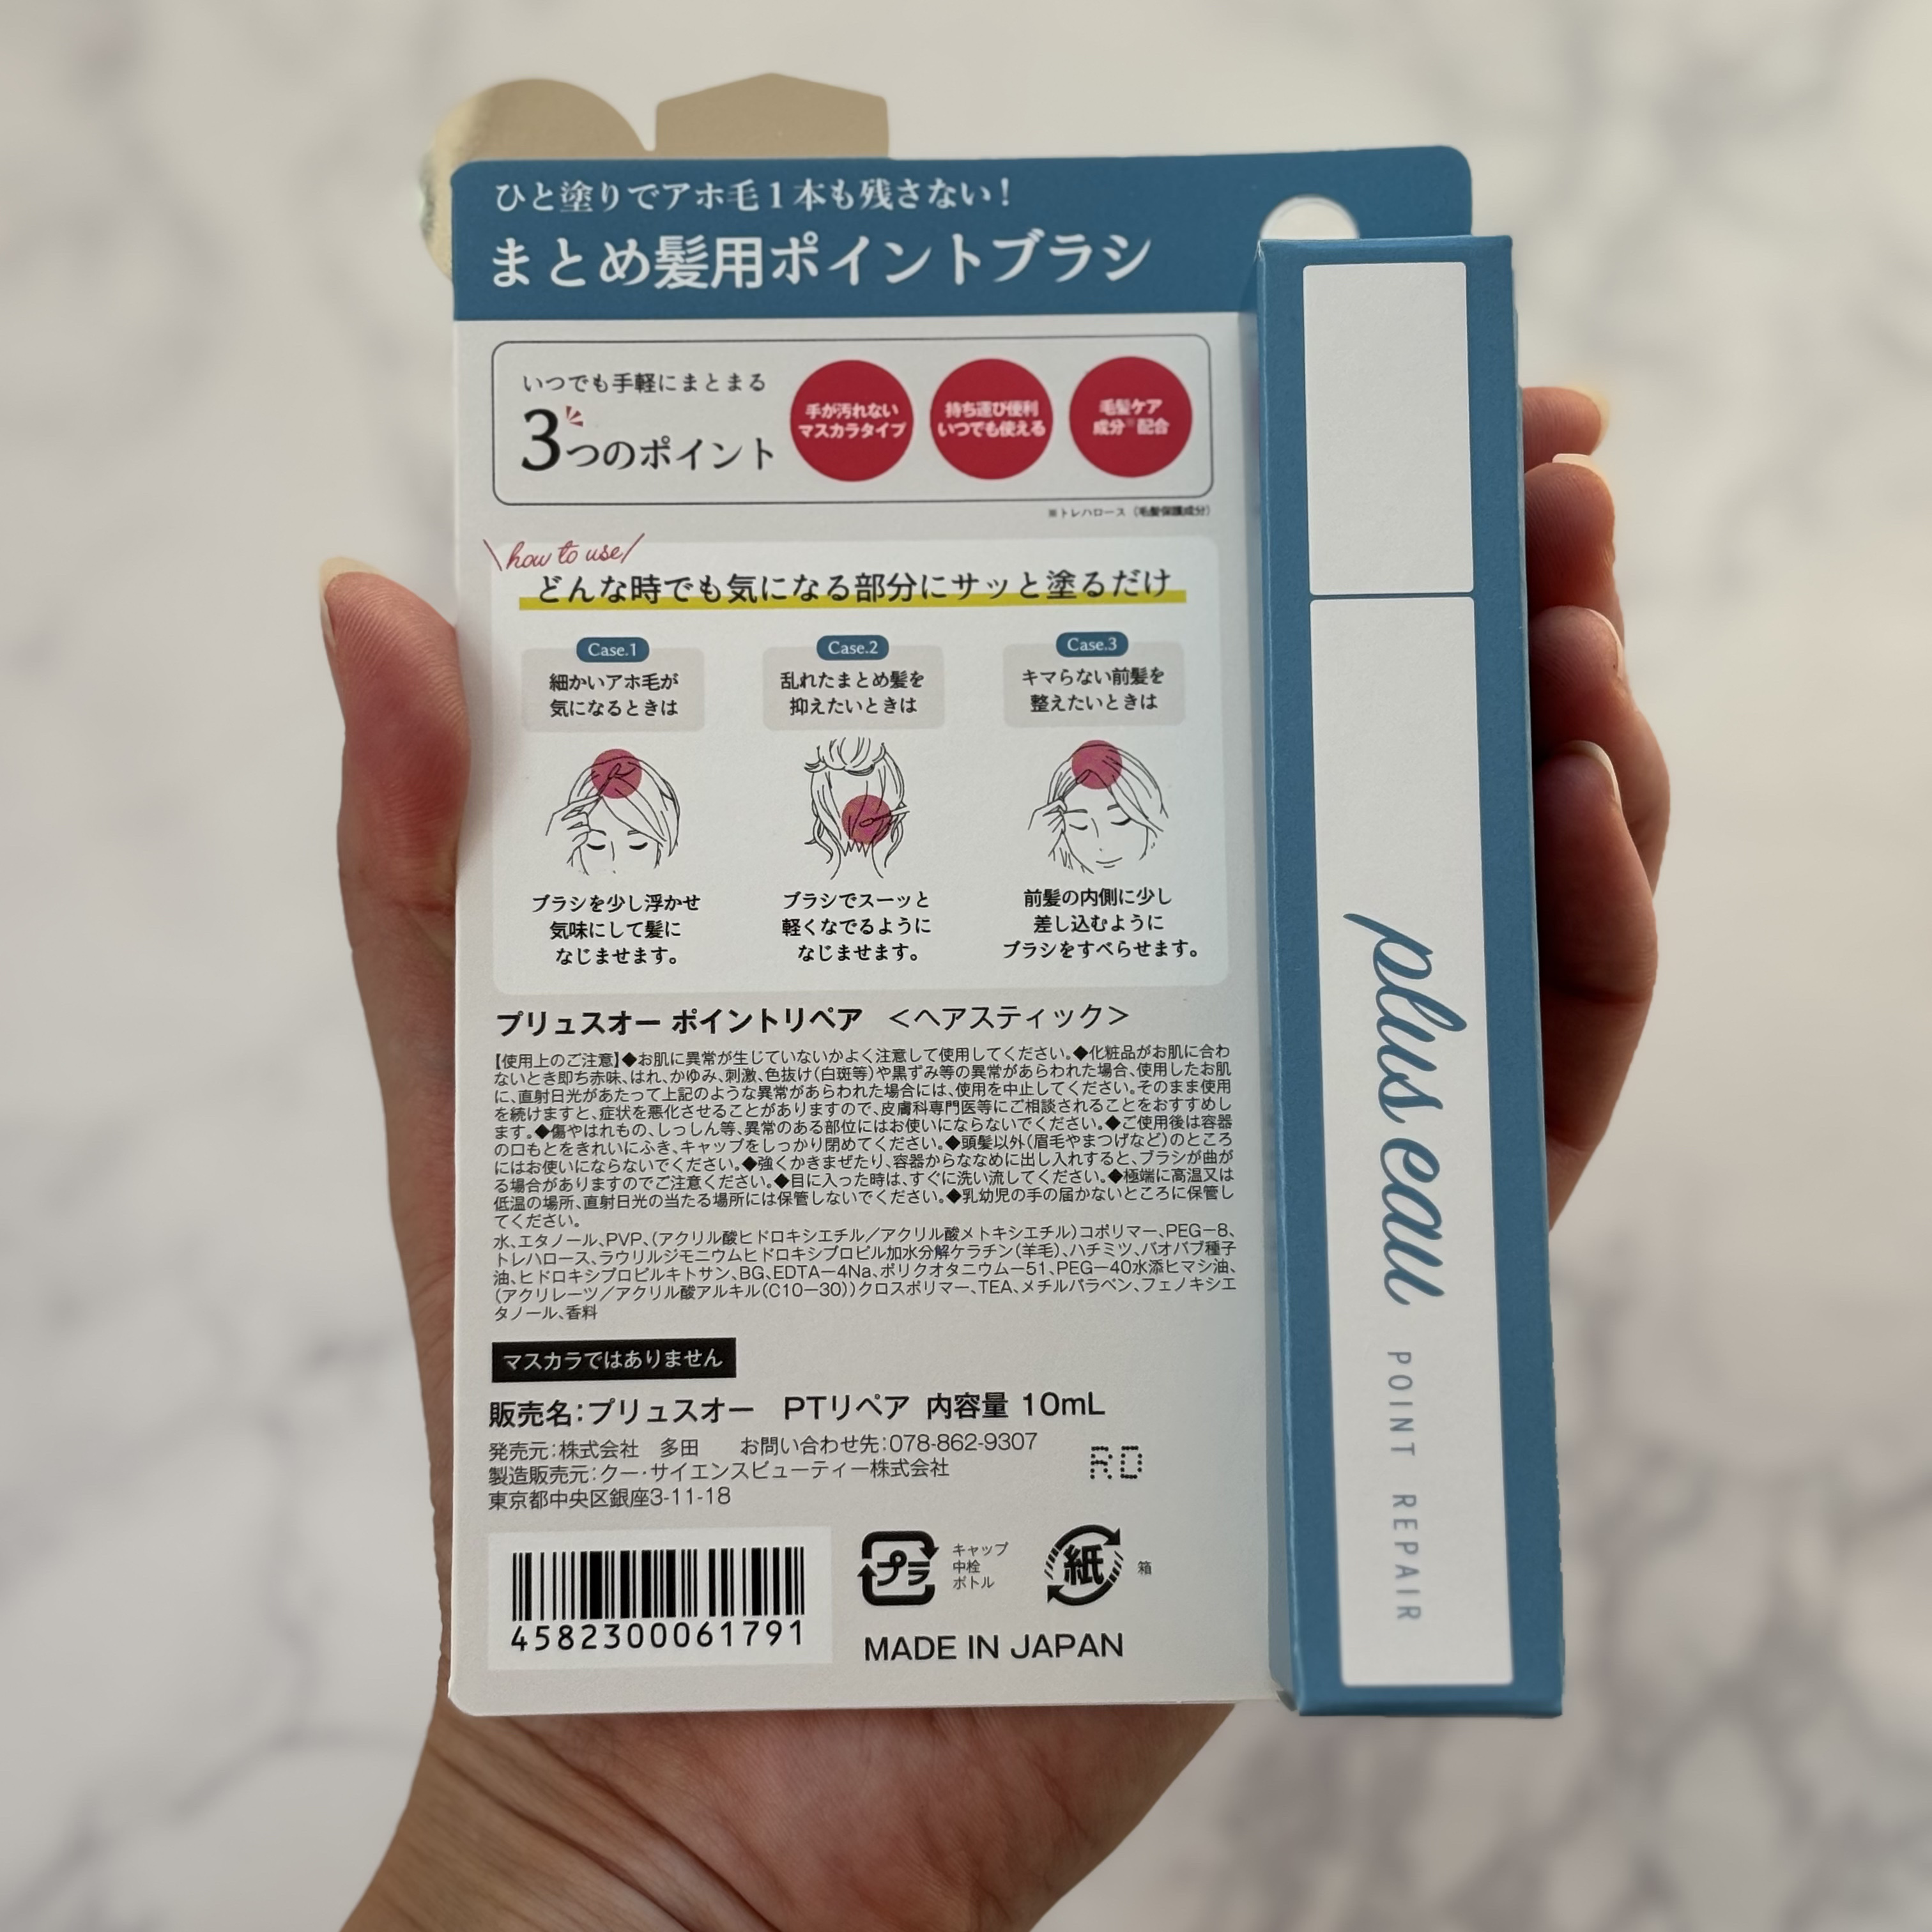 ひと塗りでアホ毛1本も残さない!
まとめ髪用ポイントブラシ
いつでも手軽にまとまる
3つのポイント
手が汚れない
マスカラタイプ
持ち運び便利
いつでも使える
毛髪ケア
成分※配合
※トレハロース(毛髪保護成分)
how to use
どんな時でも気になる部分にサッと塗るだけ
Case.1
細かいアホ毛が
気になるときは
ブラシを少し浮かせ
気味にして髪に
なじませます。
Case.2
乱れたまとめ髪を
抑えたいときは
ブラシでスーッと
軽くなでるように
なじませます。
Case.3
キマらない前髪を
整えたいときは
前髪の内側に少し
差し込むように
ブラシをすべらせます。
プリュスオー ポイントリペア <ヘアスティック>
【使用上のご注意】◆お肌に異常が生じていないかよく注意して使用してください。◆化粧品がお肌に合わ
ないとき即ち赤味、はれ、かゆみ、刺激、色抜け(白斑等)や黒ずみ等の異常があらわれた場合、使用したお肌
に、直射日光があたって上記のような異常があらわれた場合には、使用を中止してください。そのまま使用
を続けますと、症状を悪化させることがありますので、皮膚科専門医等にご相談されることをおすすめし
ます。◆傷やはれもの、しっしん等、異常のある部位にはお使いにならないでください。◆ご使用後は容器
の口もとをきれいにふき、キャップをしっかり閉めてください。◆頭髪以外(眉毛やまつげなど)のところ
にはお使いにならないでください。◆強くかきまぜたり、容器からななめに出し入れすると、ブラシが曲が
る場合がありますのでご注意ください。◆目に入った時は、すぐに洗い流してください。◆極端に高温又は
低温の場所、直射日光の当たる場所には保管しないでください。◆乳幼児の手の届かないところに保管し
てください。
水、エタノール、PVP、(アクリル酸ヒドロキシエチル/アクリル酸メトキシエチル)コポリマー、PEG-8、
トレハロース、ラウリルジモニウムヒドロキシプロピル加水分解ケラチン(羊毛)、ハチミツ、バオバブ種子
油、ヒドロキシプロピルキトサン、BG、EDTA-4Na、ポリクオタニウム-51、PEG-40水添ヒマシ油、
(アクリレーツ/アクリル酸アルキル(C10-30))クロスポリマー、TEA、メチルパラベン、フェノキシエ
タノール、香料
マスカラではありません
販売名:プリュスオー PTリペア 内容量 10mL
発売元:株式会社 多田 お問い合わせ先:078-862-9307
製造販売元:クー・サイエンスビューティー株式会社
東京都中央区銀座3-11-18
RO
4582300061791
プラ
キャップ
中栓
ボトル
紙
箱
MADE IN JAPAN
plus eau
POINT REPAIR